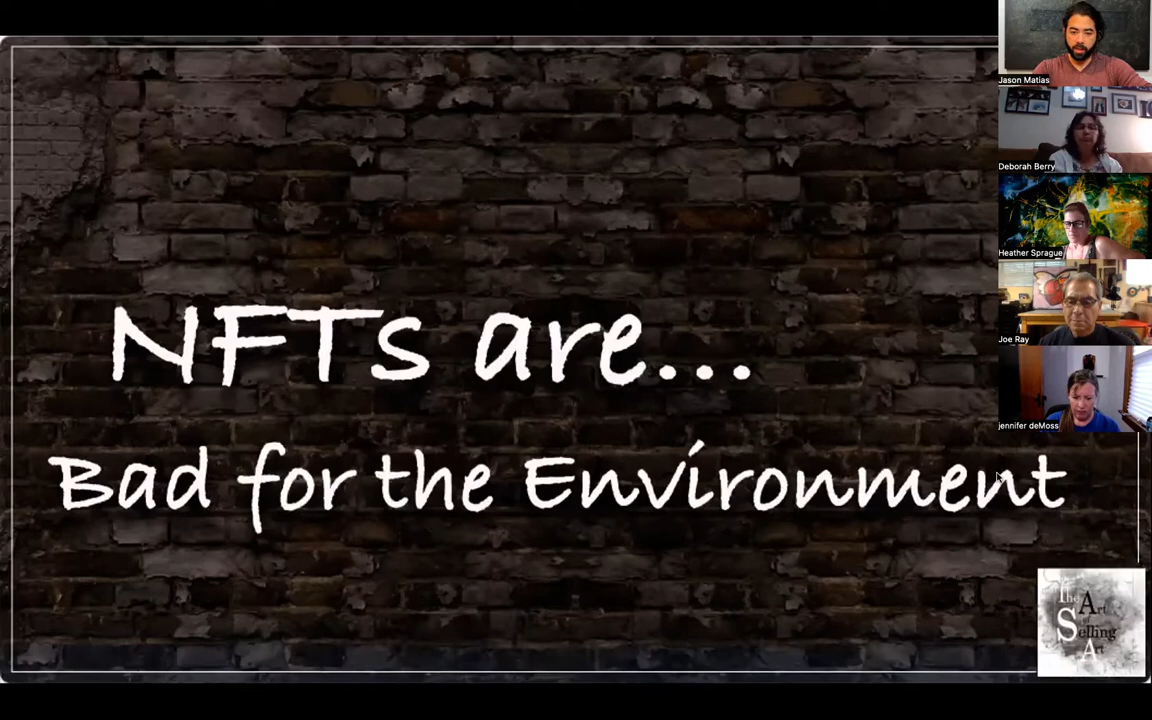 NFTs are...
Bad for the Environment
Jason Matias
Deborah Berry
Heather Sprague
Joe Ray
jennifer deMoss
The
Art
of
Selling
Art